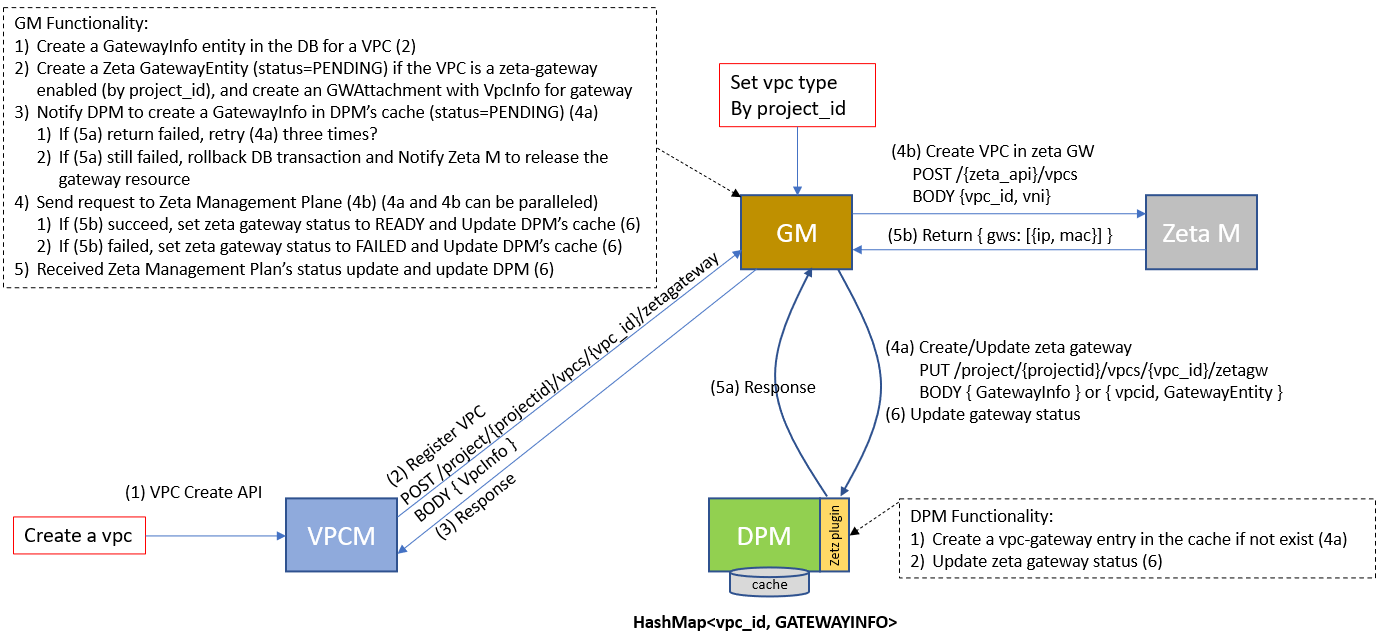 GM Functionality:
1) Create a GatewayInfo entity in the DB for a VPC (2)
2) Create a Zeta GatewayEntity (status=PENDING) if the VPC is a zeta-gateway
enabled (by project_id), and create an GWAttachment with VpcInfo for gateway
3) Notify DPM to create a GatewayInfo in DPM's cache (status=PENDING) (4a)
1) If (5a) return failed, retry (4a) three times?
2) If (5a) still failed, rollback DB transaction and Notify Zeta M to release the
gateway resource
4) Send request to Zeta Management Plane (4b) (4a and 4b can be paralleled)
1) If (5b) succeed, set zeta gateway status to READY and Update DPM's cache (6)
2) If (5b) failed, set zeta gateway status to FAILED and Update DPM's cache (6)
5) Received Zeta Management Plan's status update and update DPM (6)
Set vpc type
By project_id
(4b) Create VPC in zeta GW
POST /{zeta_api}/vpcs
BODY {vpc_id, vni}
GM
Zeta M
(5b) Return { gws: [{ip, mac}] }
(2) Register VPC
POST /project/{projectid}/vpcs/{vpc_id}/zetagateway
BODY { VpcInfo }
(3) Response
(5a) Response
(4a) Create/Update zeta gateway
PUT /project/{projectid}/vpcs/{vpc_id}/zetagw
BODY { GatewayInfo } or { vpcid, GatewayEntity }
(6) Update gateway status
(1) VPC Create API
Create a vpc
VPCM
DPM
Zetz plugin
cache
HashMap<vpc_id, GATEWAYINFO>
DPM Functionality:
1) Create a vpc-gateway entry in the cache if not exist (4a)
2) Update zeta gateway status (6)